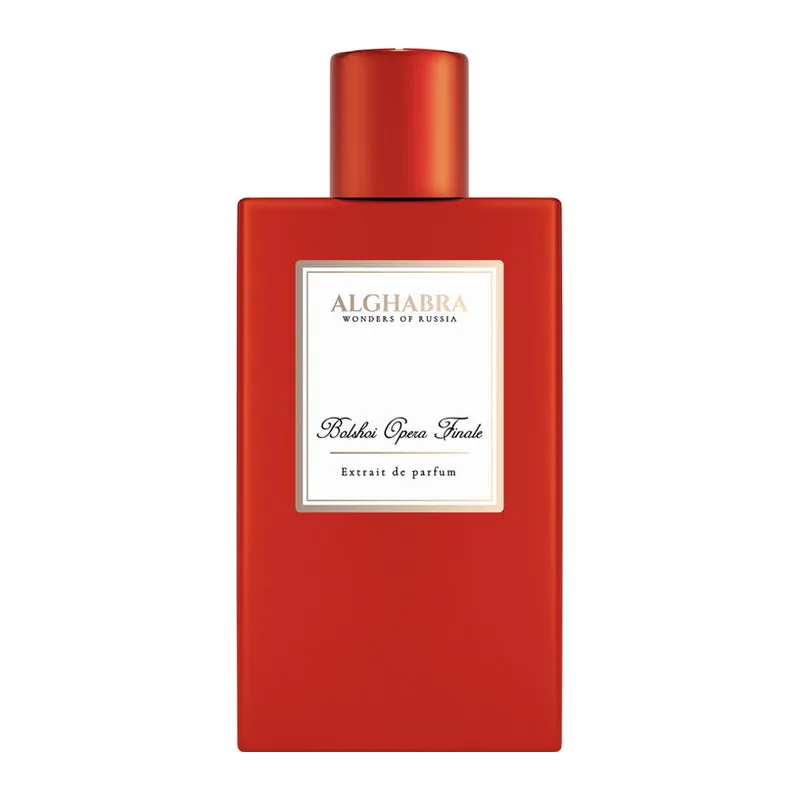 ALGHABRA
WONDERS OF RUSSIA
Bolshoi Opera Finale
Extrait de parfum